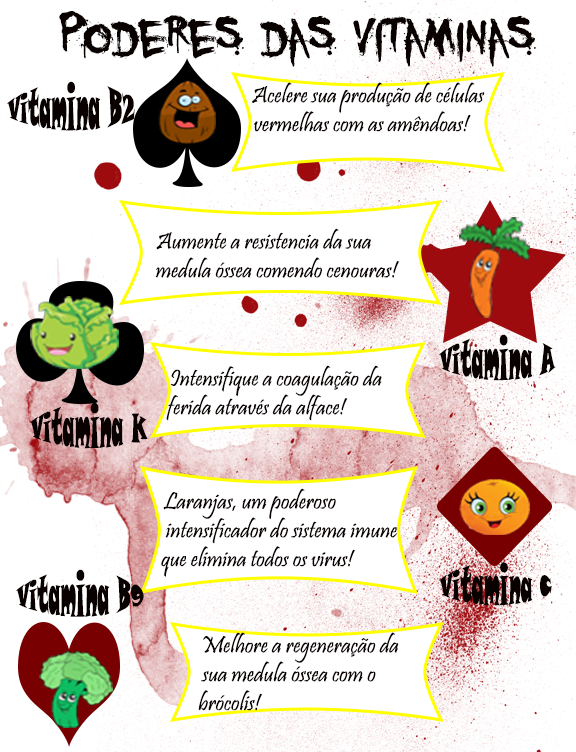 PODERES DAS VITAMINAS
vitamina B2
Acelere sua produção de células
vermelhas com as amêndoas!
Aumente a resistencia da sua
medula óssea comendo cenouras!
vitamina A
Intensifique a coagulação da
ferida através da alface!
vitamina K
Laranjas, um poderoso
intensificador do sistema imune
que elimina todos os virus!
vitamina C
vitamina B9
Melhore a regeneração da
sua medula óssea com o
brócolis!